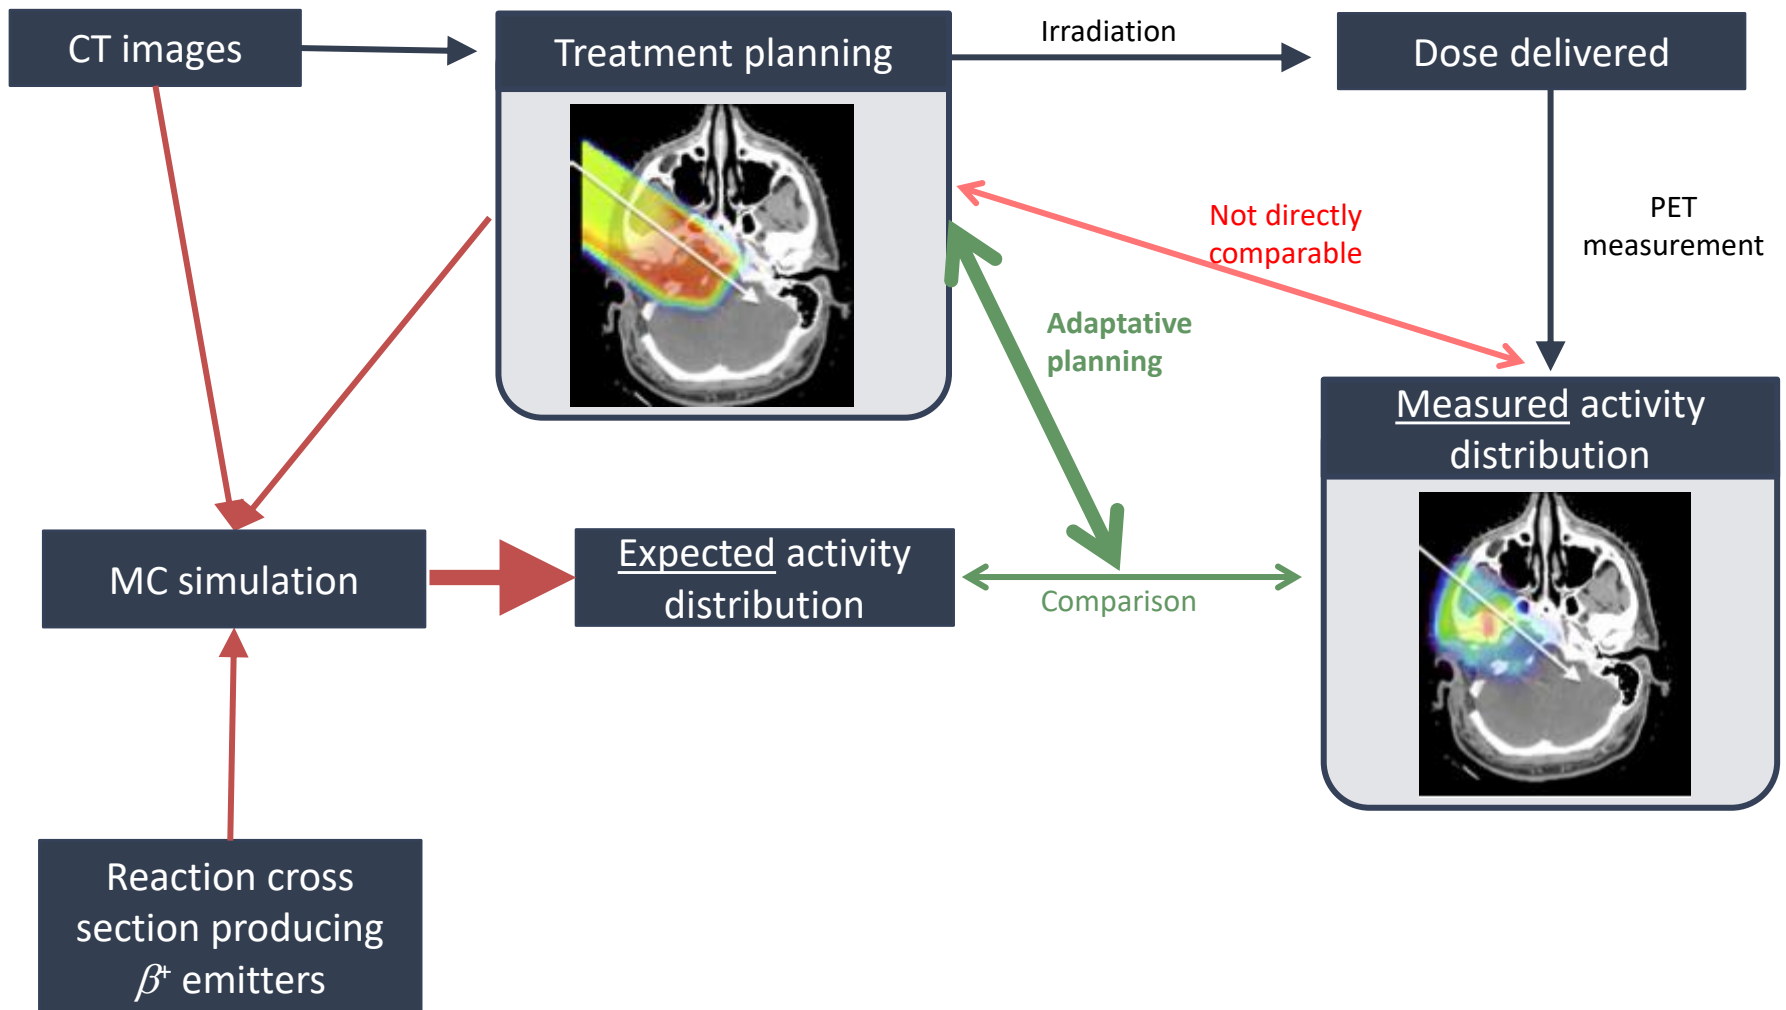 CT images
Treatment planning
Irradiation
Dose delivered
Not directly
comparable
PET
measurement
Adaptative
planning
Measured activity
distribution
MC simulation
Expected activity
distribution
Comparison
Reaction cross
section producing
β⁺ emitters